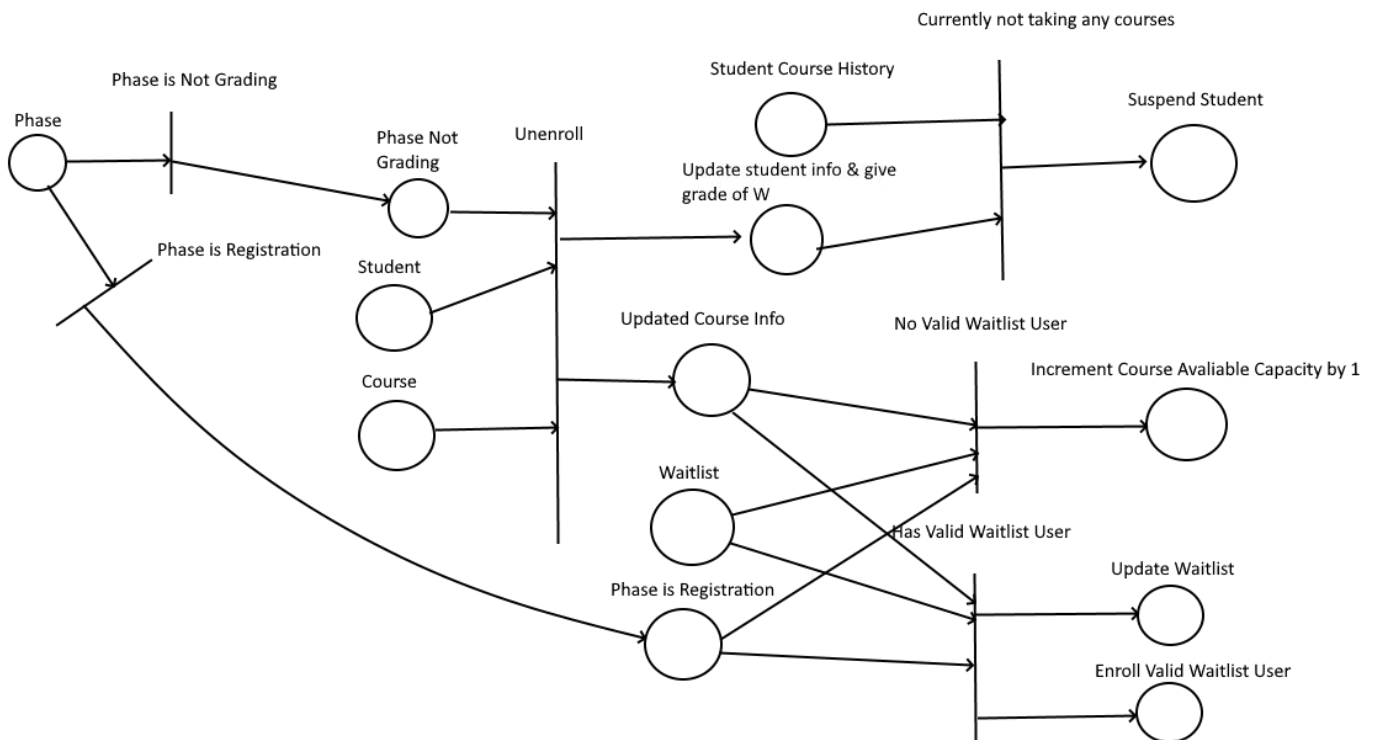 Currently not taking any courses
Student Course History
Phase is Not Grading
Suspend Student
Phase
Phase Not
Grading
Unenroll
Update student info & give
grade of W
Phase is Registration
Student
Updated Course Info
No Valid Waitlist User
Increment Course Avaliable Capacity by 1
Course
Waitlist
Has Valid Waitlist User
Update Waitlist
Phase is Registration
Enroll Valid Waitlist User